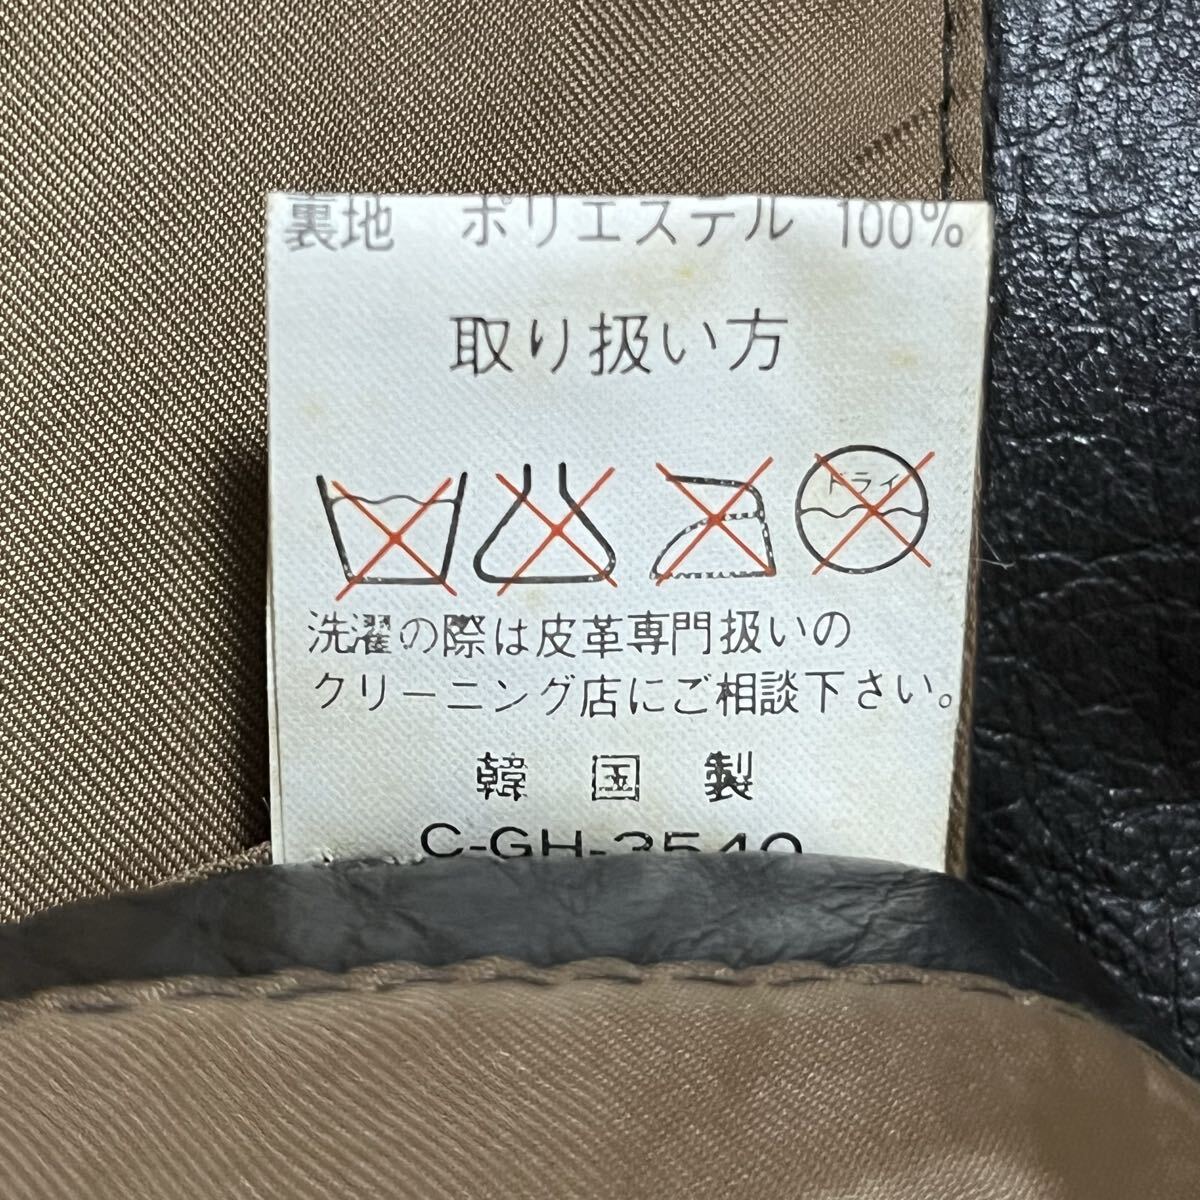 裏地 ポリエステル 100%
取り扱い方
ドライ
洗濯の際は皮革専門扱いの
クリーニング店にご相談下さい。
韓国製
C-GH-3540